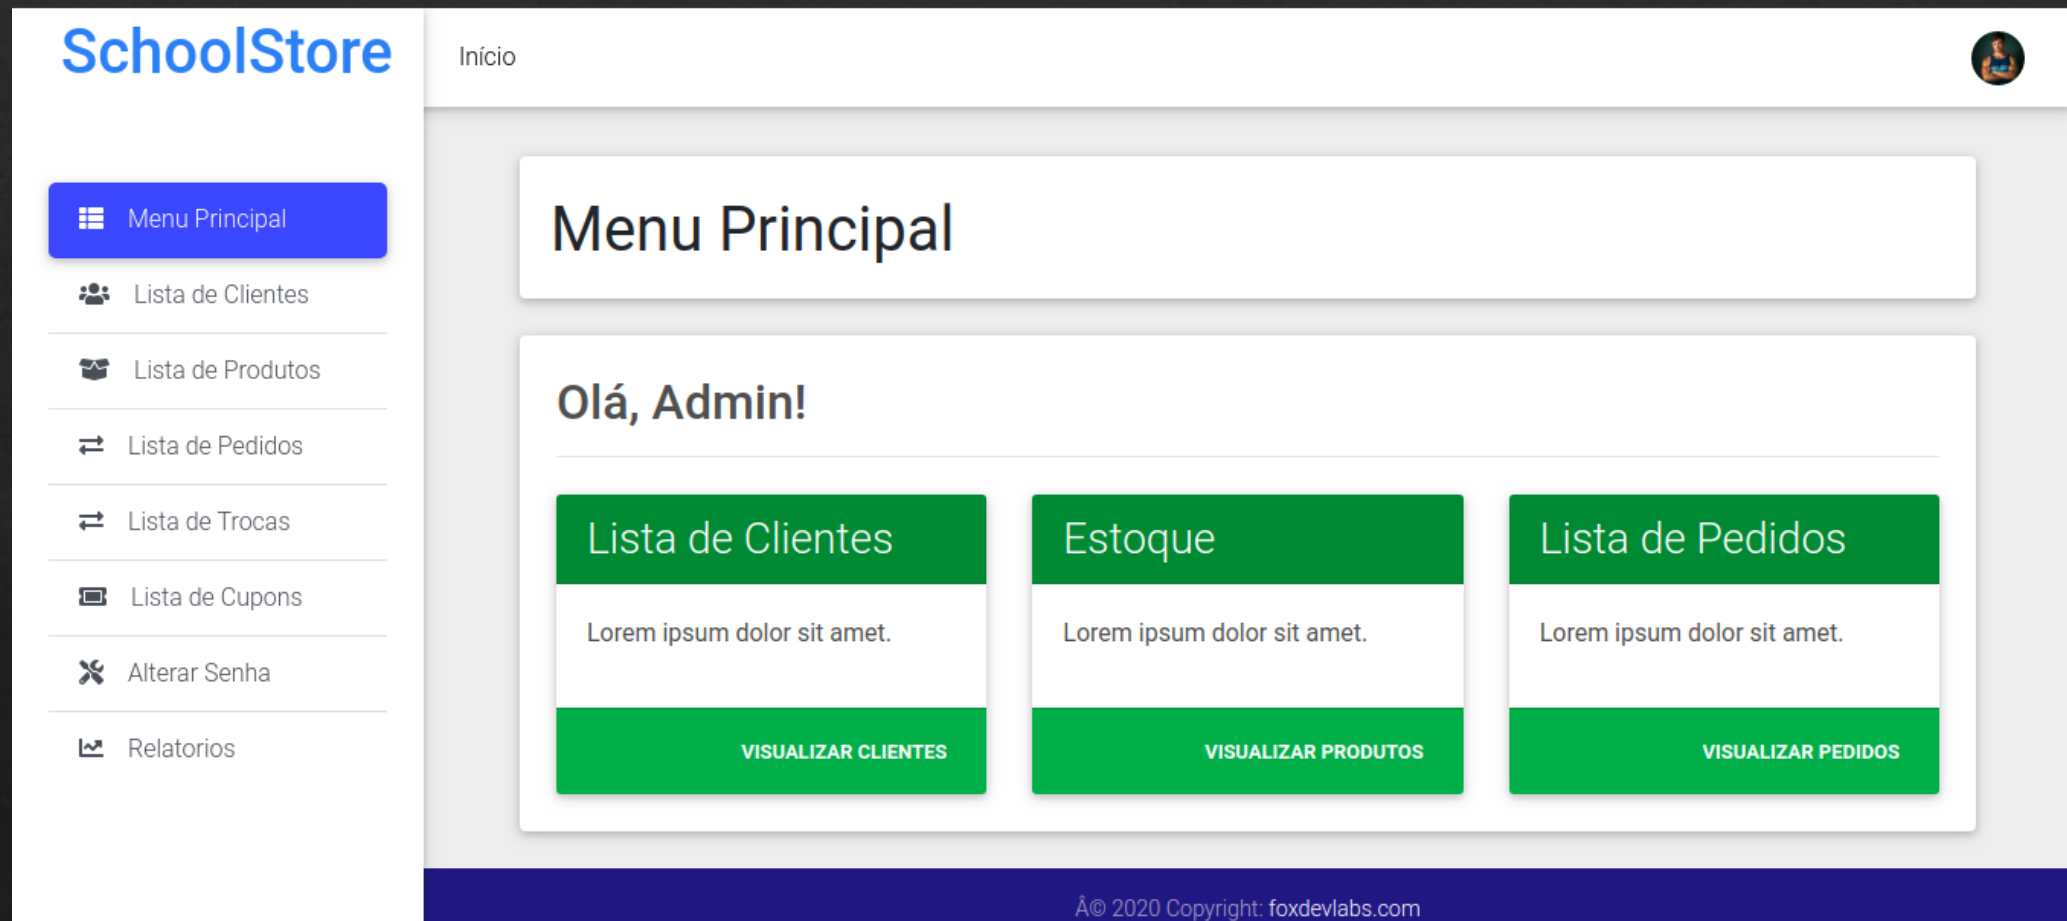 SchoolStore
Início
Menu Principal
Lista de Clientes
Lista de Produtos
Lista de Pedidos
Lista de Trocas
Lista de Cupons
Alterar Senha
Relatorios
Menu Principal
Olá, Admin!
Lista de Clientes
Lorem ipsum dolor sit amet.
VISUALIZAR CLIENTES
Estoque
Lorem ipsum dolor sit amet.
VISUALIZAR PRODUTOS
Lista de Pedidos
Lorem ipsum dolor sit amet.
VISUALIZAR PEDIDOS
Â© 2020 Copyright: foxdevlabs.com